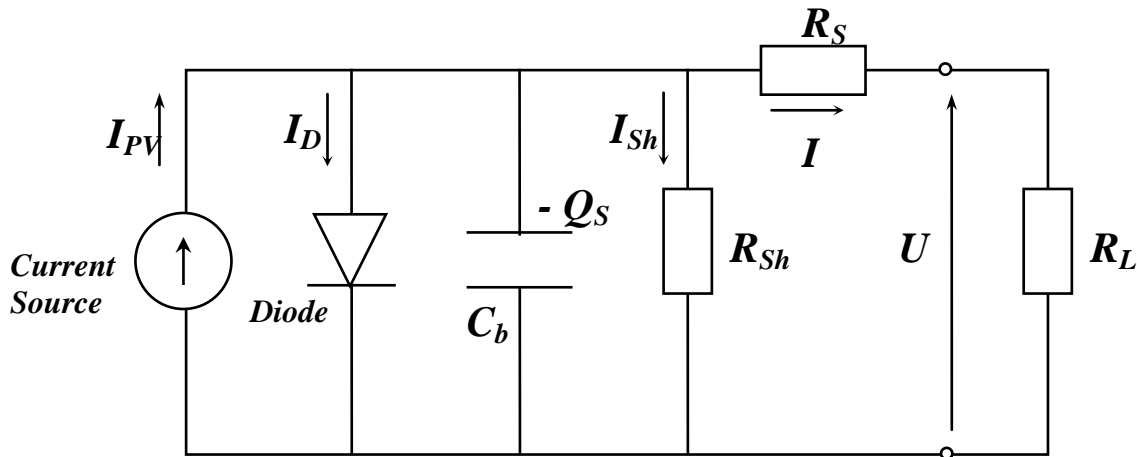 R_S
I_PV
I_D
I_Sh
I
- Q_S
Current
Source
Diode
C_b
R_Sh
U
R_L